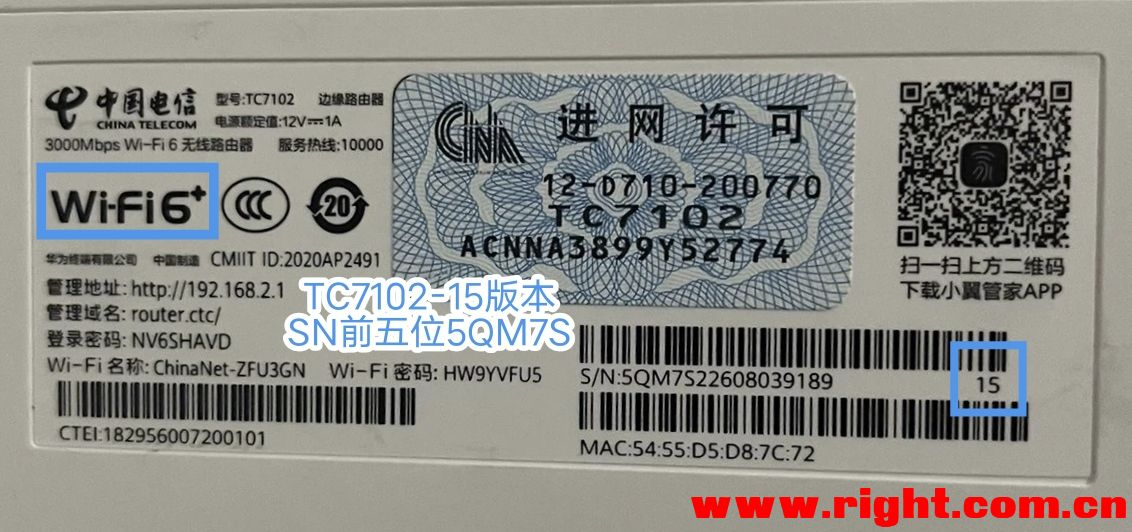 中国电信
CHINA TELECOM
型号:TC7102 边缘路由器
电源额定值:12V⎓1A
3000Mbps Wi-Fi 6 无线路由器 服务热线:10000
Wi-Fi 6+
CCC
20
华为终端有限公司 中国制造 CMIIT ID:2020AP2491
管理地址: http://192.168.2.1
管理域名: router.ctc/
登录密码: NV6SHAVD
Wi-Fi 名称: ChinaNet-ZFU3GN Wi-Fi 密码: HW9YVFU5
CTEI:182956007200101
CNA 进网许可
12-D710-200770
TC7102
ACNNA3899Y52774
扫一扫上方二维码
下载小翼管家APP
TC7102-15版本
SN前五位5QM7S
S/N:5QM7S22608039189
15
MAC:54:55:D5:D8:7C:72
www.right.com.cn